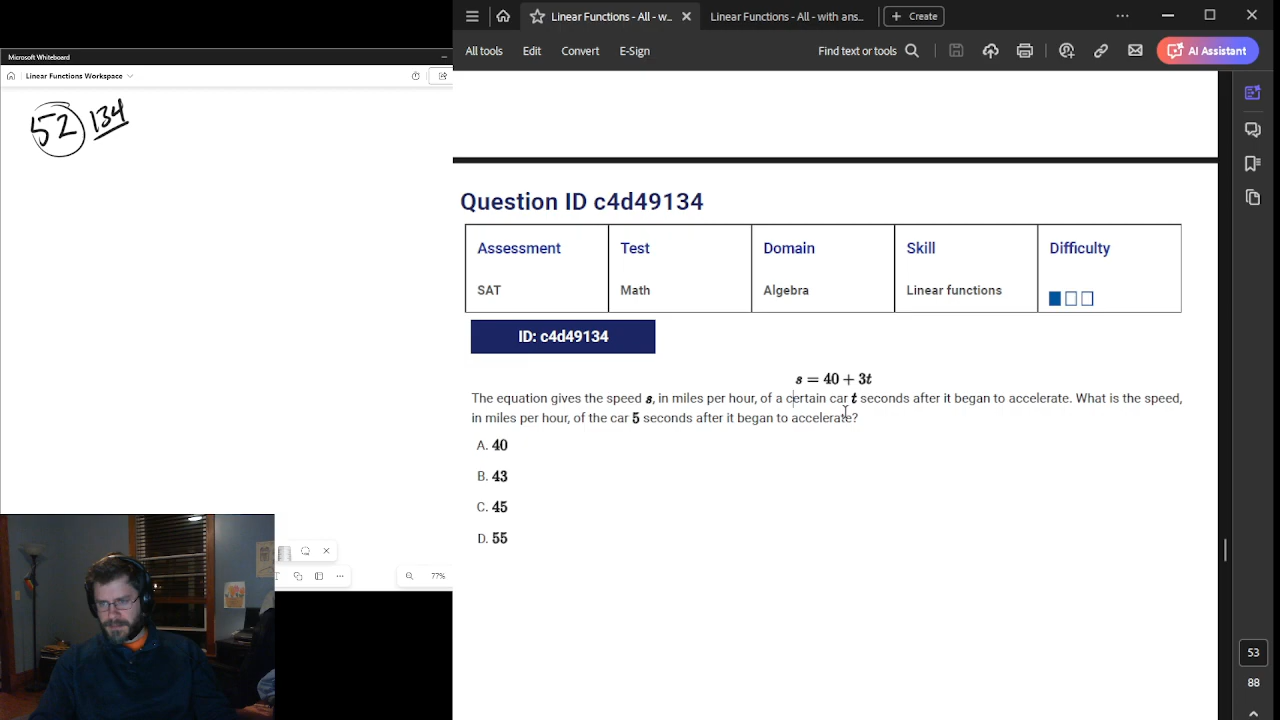 Linear Functions - All - w...
Linear Functions - All - with ans...
Create
All tools
Edit
Convert
E-Sign
Find text or tools
AI Assistant
Microsoft Whiteboard
Linear Functions Workspace
52 134
77%
Question ID c4d49134
Assessment
Test
Domain
Skill
Difficulty
SAT
Math
Algebra
Linear functions
ID: c4d49134
s = 40 + 3t
The equation gives the speed s, in miles per hour, of a certain car t seconds after it began to accelerate. What is the speed,
in miles per hour, of the car 5 seconds after it began to accelerate?
A. 40
B. 43
C. 45
D. 55
53
88